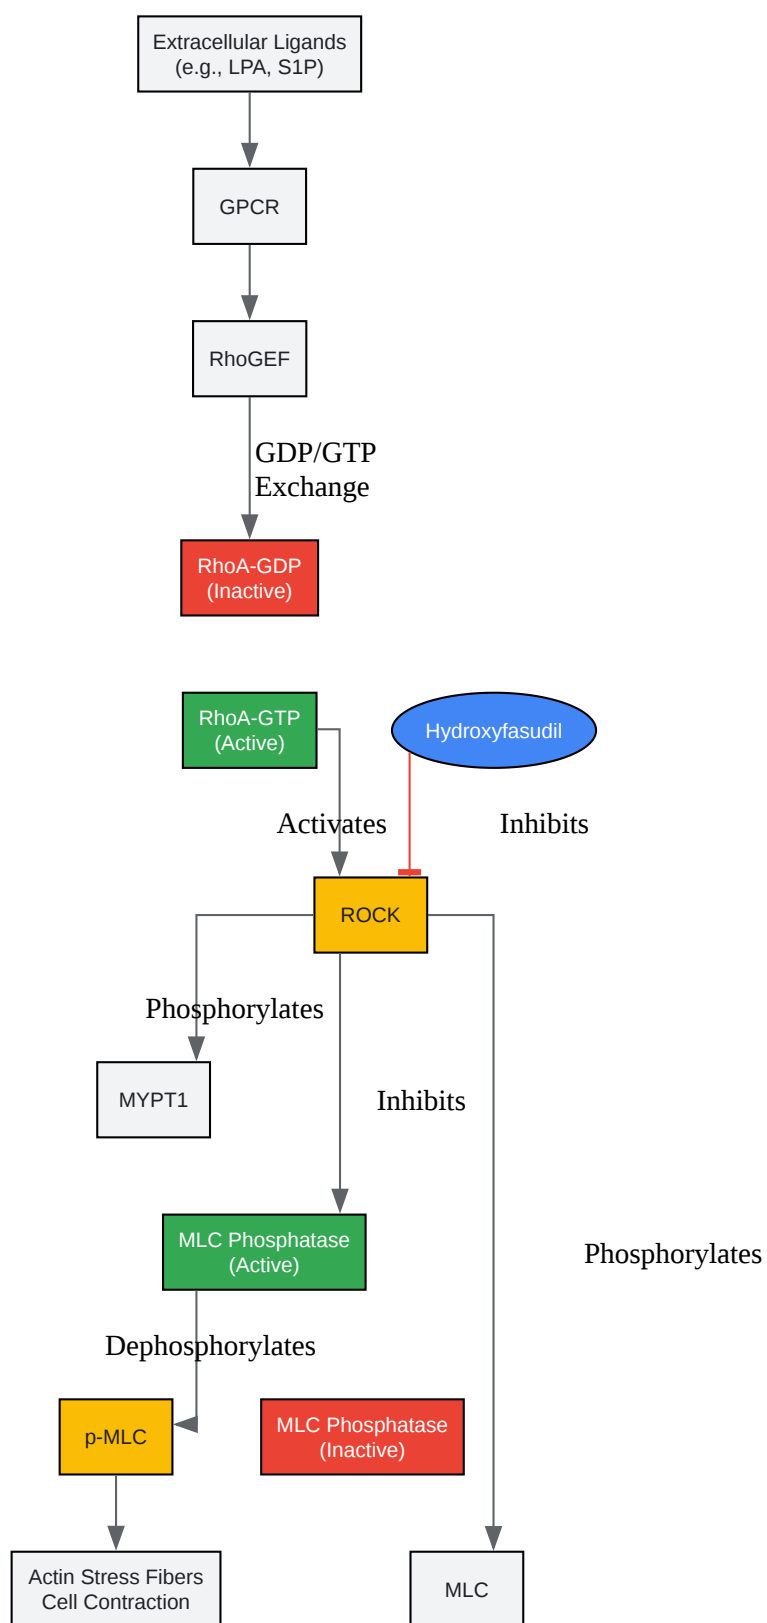 Extracellular Ligands
(e.g., LPA, S1P)
GPCR
RhoGEF
GDP/GTP
Exchange
RhoA-GDP
(Inactive)
RhoA-GTP
(Active)
Hydroxyfasudil
Activates
Inhibits
ROCK
Phosphorylates
MYPT1
Inhibits
MLC Phosphatase
(Active)
Phosphorylates
Dephosphorylates
p-MLC
MLC Phosphatase
(Inactive)
Actin Stress Fibers
Cell Contraction
MLC